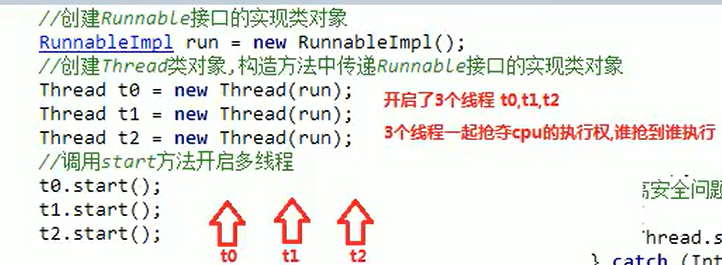 //创建Runnable接口的实现类对象
RunnableImpl run = new RunnableImpl();
//创建Thread类对象,构造方法中传递Runnable接口的实现类对象
Thread t0 = new Thread(run);
Thread t1 = new Thread(run);
Thread t2 = new Thread(run);
开启了3个线程 t0,t1,t2
3个线程一起抢夺cpu的执行权,谁抢到谁执行
//调用start方法开启多线程
t0.start();
t1.start();
t2.start();
t0 t1 t2
安全问题
hread.s
} catch (Int